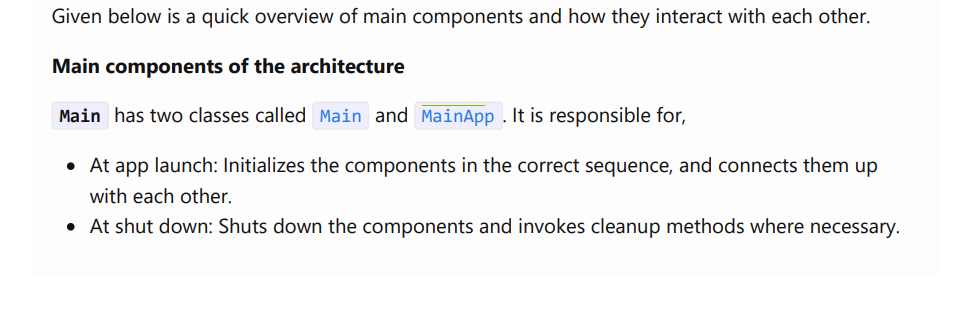 Given below is a quick overview of main components and how they interact with each other.
Main components of the architecture
Main has two classes called Main and MainApp. It is responsible for,
• At app launch: Initializes the components in the correct sequence, and connects them up
with each other.
• At shut down: Shuts down the components and invokes cleanup methods where necessary.